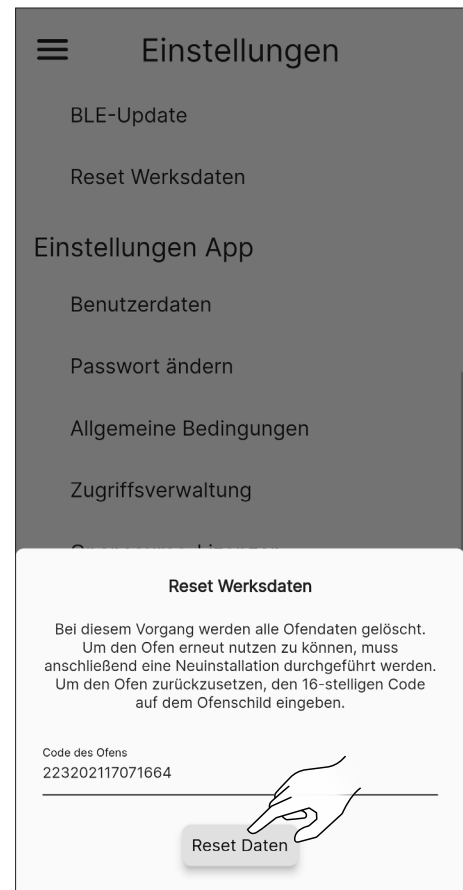 Einstellungen
BLE-Update
Reset Werksdaten
Einstellungen App
Benutzerdaten
Passwort ändern
Allgemeine Bedingungen
Zugriffsverwaltung
Reset Werksdaten
Bei diesem Vorgang werden alle Ofendaten gelöscht.
Um den Ofen erneut nutzen zu können, muss
anschließend eine Neuinstallation durchgeführt werden.
Um den Ofen zurückzusetzen, den 16-stelligen Code
auf dem Ofenschild eingeben.
Code des Ofens
223202117071664
Reset Daten